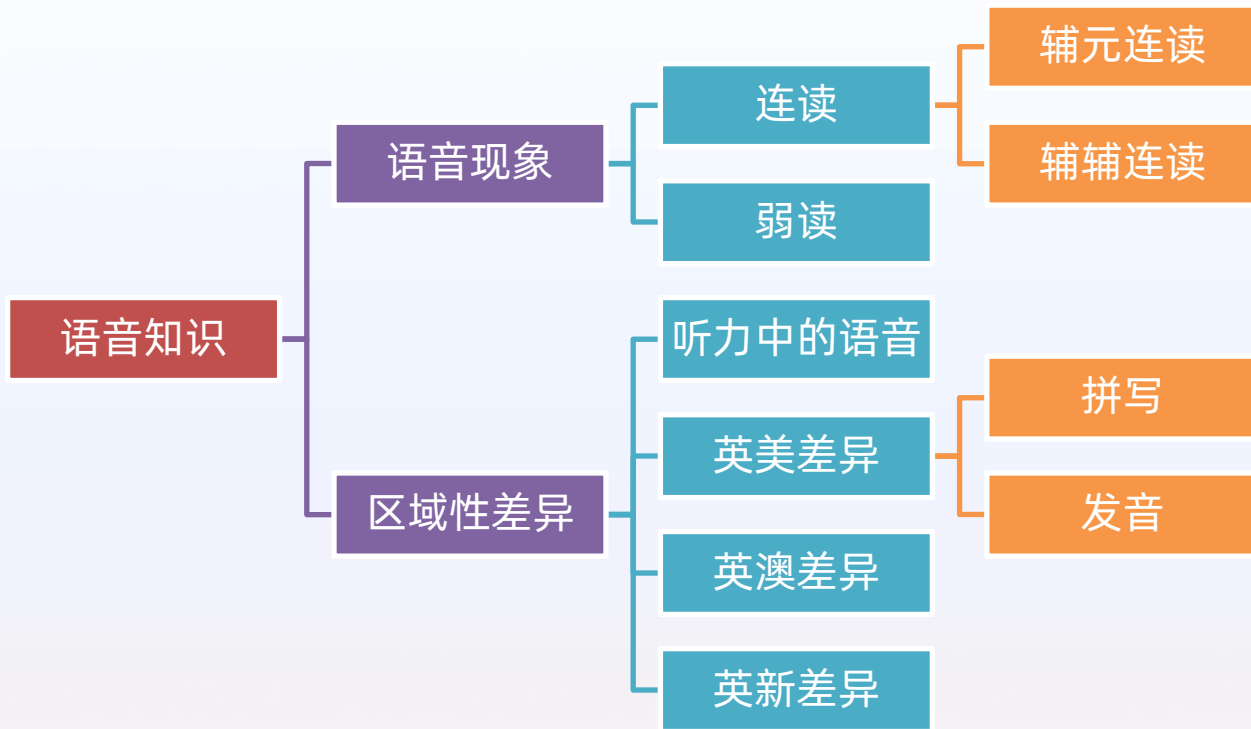 语音知识
语音现象
连读
辅元连读
辅辅连读
弱读
区域性差异
听力中的语音
英美差异
拼写
发音
英澳差异
英新差异